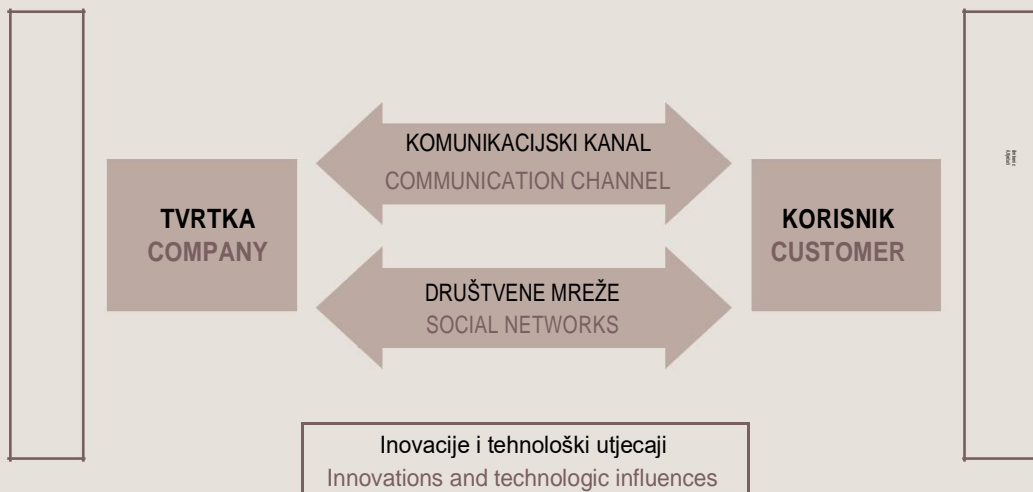 KOMUNIKACIJSKI KANAL
COMMUNICATION CHANNEL
TVRTKA
COMPANY
KORISNIK
CUSTOMER
DRUŠTVENE MREŽE
SOCIAL NETWORKS
Inovacije i tehnološki utjecaji
Innovations and technologic influences